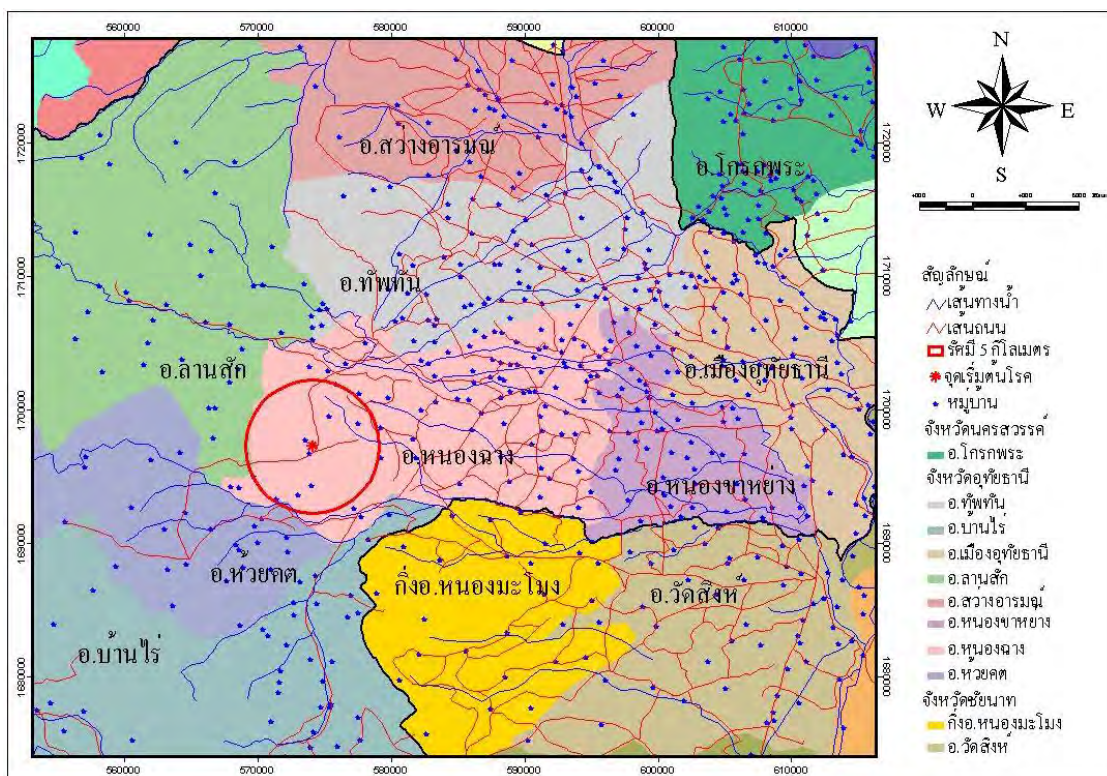 560000 570000 580000 590000 600000 610000
N
W E
S
1720000 1720000
อ.สว่างอารมณ์
อ.โกรกพระ
1710000 1710000
อ.ทัพทัน
สัญลักษณ์
เส้นทางน้ำ
เส้นถนน
รัศมี 5 กิโลเมตร
จุดเริ่มต้นโรค
หมู่บ้าน
อ.ลานสัก
อ.เมืองอุทัยธานี
1700000 1700000
อ.หนองฉาง
อ.หนองขาหย่าง
จังหวัดนครสวรรค์
อ.โกรกพระ
จังหวัดอุทัยธานี
อ.ทัพทัน
อ.บ้านไร่
อ.เมืองอุทัยธานี
อ.ลานสัก
อ.สว่างอารมณ์
อ.หนองขาหย่าง
อ.หนองฉาง
อ.ห้วยคต
จังหวัดชัยนาท
กิ่งอ.หนองมะโมง
อ.วัดสิงห์
1690000 1690000
อ.ห้วยคต
กิ่งอ.หนองมะโมง
อ.วัดสิงห์
อ.บ้านไร่
1680000 1680000
560000 570000 580000 590000 600000 610000